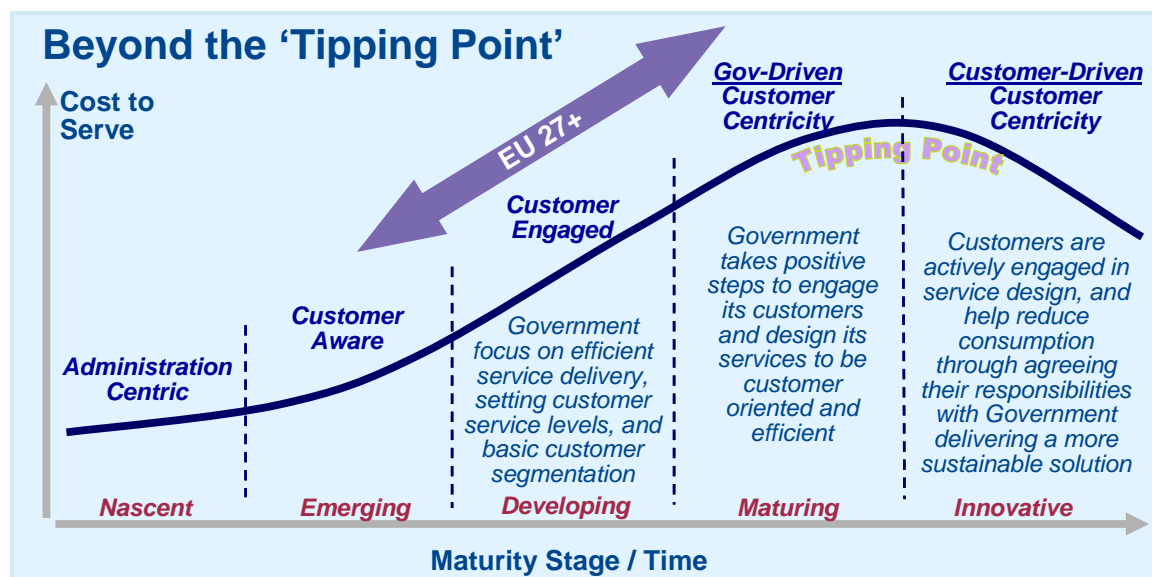 Beyond the ‘Tipping Point’
Cost to
Serve
EU 27+
Gov-Driven
Customer
Centricity
Customer-Driven
Customer
Centricity
Tipping Point
Customer
Engaged
Customer
Aware
Administration
Centric
Government
focus on efficient
service delivery,
setting customer
service levels, and
basic customer
segmentation
Government
takes positive
steps to engage
its customers
and design its
services to be
customer
oriented and
efficient
Customers are
actively engaged in
service design, and
help reduce
consumption
through agreeing
their responsibilities
with Government
delivering a more
sustainable solution
Nascent
Emerging
Developing
Maturing
Innovative
Maturity Stage / Time